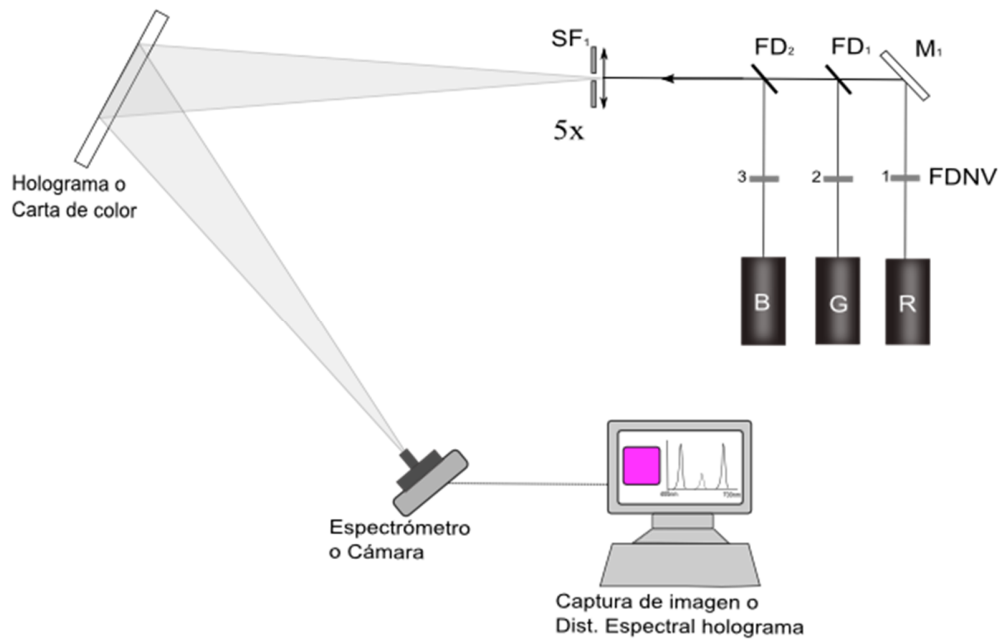 SF₁
FD₂
FD₁
M₁
5x
3
2
1
FDNV
Holograma o
Carta de color
B
G
R
Espectrómetro
o Cámara
Captura de imagen o
Dist. Espectral holograma